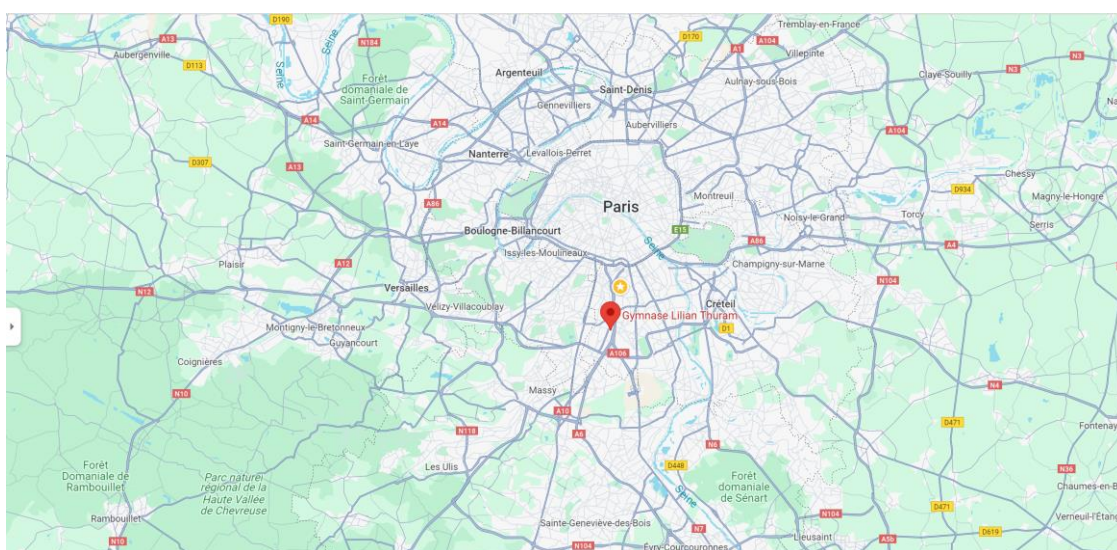 D190
A13
Aubergenville
D113
Seine
Seine
N184
Forêt
domaniale de
Saint-Germain
Argenteuil
Gennevilliers
D170
Saint-Denis
A1
Tremblay-en-France
A104
Villepinte
Aulnay-sous-Bois
Claye-Souilly
N3
N3
Aubervilliers
A14
A14
Saint-Germain-en-Laye
Nanterre
Levallois-Perret
A104
D307
A13
Chessy
D934
Magny-le-Hongre
Montreuil
A86
Paris
Noisy-le-Grand
Torcy
Serris
Boulogne-Billancourt
Seine
E15
A86
A4
Issy-les-Moulineaux
Champigny-sur-Marne
Plaisir
A12
N12
Versailles
Vélizy-Villacoublay
N104
Créteil
Gymnase Lilian Thuram
D1
Montigny-le-Bretonneux
Guyancourt
Coignières
A106
N10
Massy
N4
A10
D471
Fontenay
N118
A6
N6
Les Ulis
D448
N36
Forêt
Domaniale de
Rambouillet
Parc naturel
régional de la
Haute Vallée
de Chevreuse
Seine
Forêt
domaniale
de Sénart
Chaumes-en-B
D471
Rambouillet
N104
Verneuil-l'Étang
Sainte-Geneviève-des-Bois
N7
D619
N10
N104
Évry-Courcouronnes
Lieusaint
A5b